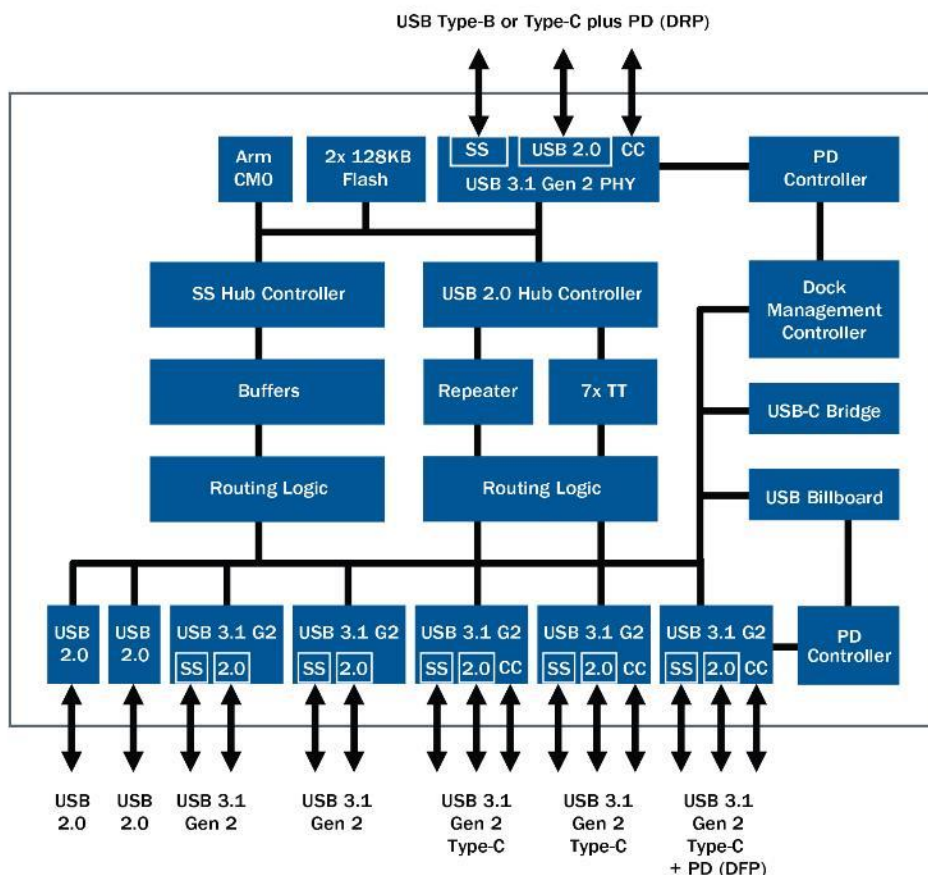 USB Type-B or Type-C plus PD (DRP)
SS
USB 2.0
CC
USB 3.1 Gen 2 PHY
Arm
CM0
2x 128KB
Flash
PD
Controller
SS Hub Controller
USB 2.0 Hub Controller
Dock
Management
Controller
Buffers
Repeater
7x TT
USB-C Bridge
Routing Logic
Routing Logic
USB Billboard
USB
2.0
USB
2.0
USB 3.1 G2
SS
2.0
USB 3.1 G2
SS
2.0
USB 3.1 G2
SS
2.0
CC
USB 3.1 G2
SS
2.0
CC
USB 3.1 G2
SS
2.0
CC
PD
Controller
USB
2.0
USB
2.0
USB 3.1
Gen 2
USB 3.1
Gen 2
USB 3.1
Gen 2
Type-C
USB 3.1
Gen 2
Type-C
USB 3.1
Gen 2
Type-C
+ PD (DFP)